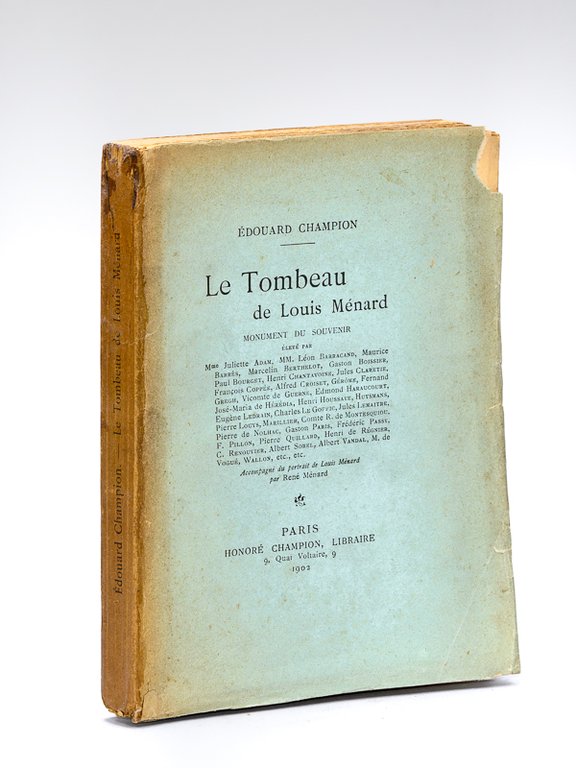 ÉDOUARD CHAMPION
Le Tombeau
de Louis Ménard
MONUMENT DU SOUVENIR
ÉLEVÉ PAR
Mme Juliette Adam, MM. Léon Barracand, Maurice
Barrès, Marcelin Berthelot, Gaston Boissier,
Paul Bourget, Henri Chantavoine, Jules Claretie,
François Coppée, Alfred Croiset, Gérôme, Fernand
Gregh, Vicomte de Guerne, Edmond Haraucourt,
José-Maria de Hérédia, Henri Houssaye, Huysmans,
Eugène Ledrain, Charles Le Goffic, Jules Lemaitre,
Pierre Louys, Marillier, Comte R. de Montesquiou,
Pierre de Nolhac, Gaston Paris, Frédéric Passy,
F. Pillon, Pierre Quillard, Henri de Régnier,
C. Renouvier, Albert Sorel, Albert Vandal, M. de
Vogué, Wallon, etc., etc.
Accompagné du portrait de Louis Ménard
par René Ménard
PARIS
HONORÉ CHAMPION, LIBRAIRE
9, Quai Voltaire, 9
1902
Édouard Champion. — Le Tombeau de Louis Ménard